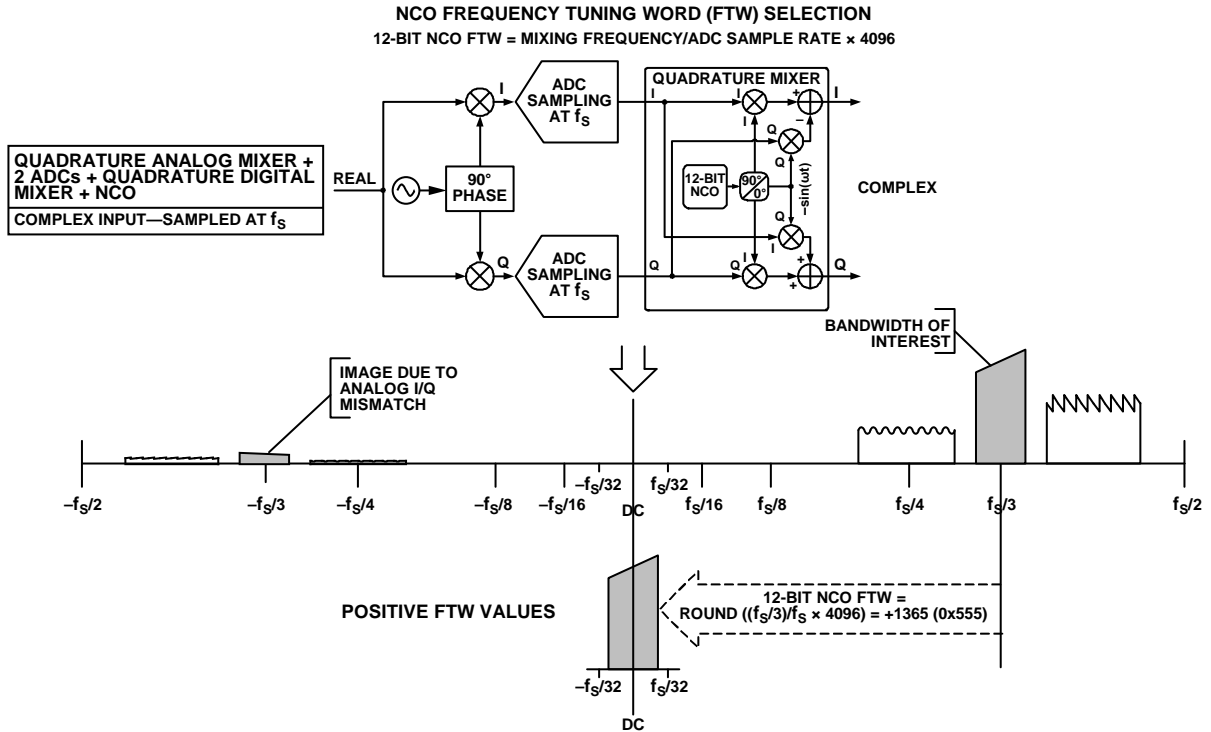 NCO FREQUENCY TUNING WORD (FTW) SELECTION
12-BIT NCO FTW = MIXING FREQUENCY/ADC SAMPLE RATE × 4096
QUADRATURE ANALOG MIXER +
2 ADCs + QUADRATURE DIGITAL
MIXER + NCO
COMPLEX INPUT—SAMPLED AT fS
REAL
90°
PHASE
I
ADC
SAMPLING
AT fS
I
Q
ADC
SAMPLING
AT fS
Q
QUADRATURE MIXER
I
I
+
I
–
Q
Q
12-BIT
NCO
90°
0°
–sin(ωt)
COMPLEX
Q
I
I
+
Q
+
Q
BANDWIDTH OF
INTEREST
IMAGE DUE TO
ANALOG I/Q
MISMATCH
–fS/2
–fS/3
–fS/4
–fS/8
–fS/16
–fS/32
DC
fS/32
fS/16
fS/8
fS/4
fS/3
fS/2
POSITIVE FTW VALUES
12-BIT NCO FTW =
ROUND ((fS/3)/fS × 4096) = +1365 (0x555)
–fS/32
fS/32
DC